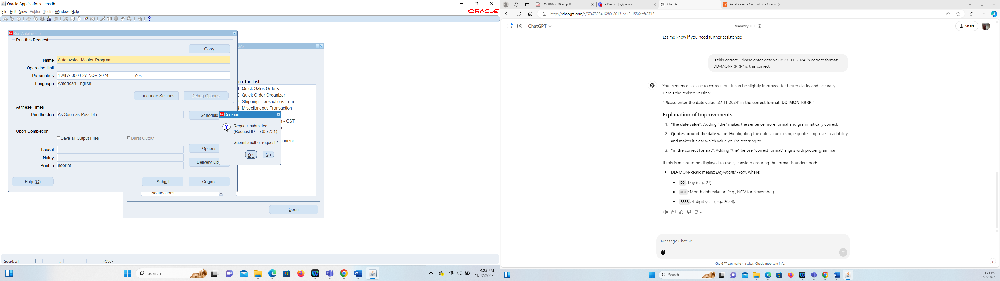 Oracle Applications - ebsdb
File Edit View Folder Tools Window Help
ORACLE
Run AutoInvoice
Run this Request
Copy
Name Autoinvoice Master Program
Operating Unit
Parameters 1:All:A-0003:27-NOV-2024::::::::::::::::::::Yes:
Language American English
Language Settings Debug Options
At these Times
Run the Job As Soon as Possible
Schedule
Upon Completion
Save all Output Files Burst Output
Layout
Options
Notify
Delivery Op
Print to noprint
Help (C) Submit Cancel
SA)
Top Ten List
1. Quick Sales Orders
2. Quick Order Organizer
3. Shipping Transactions Form
4. Miscellaneous Transaction
- CST
d
ganizer
Notifications
Open
Decision
Request submitted.
(Request ID = 7657751)
Submit another request?
Yes No
Record: 0/1 ... <OSC>
Search
4:25 PM
11/27/2024
D50091GC20_ag.pdf
• Discord | @joe onu
ChatGPT
RevaturePro - Curriculum - Oracle
https://chatgpt.com/c/67478934-6280-8013-be15-1556caf46713
ChatGPT
Memory Full
Share
Let me know if you need further assistance!
Is this correct "Please enter date value 27-11-2024 in correct format:
DD-MON-RRRR" is this correct
Your sentence is close to correct, but it can be slightly improved for better clarity and accuracy.
Here's the revised version:
"Please enter the date value '27-11-2024' in the correct format: DD-MON-RRRR."
Explanation of Improvements:
1. "the date value": Adding "the" makes the sentence more formal and grammatically correct.
2. Quotes around the date value: Highlighting the date value in single quotes improves readability
and makes it clear which value you're referring to.
3. "in the correct format": Adding "the" before "correct format" aligns with proper grammar.
If this is meant to be displayed to users, consider ensuring the format is understood:
• DD-MON-RRRR means: Day-Month-Year, where:
• DD: Day (e.g., 27)
• MON: Month abbreviation (e.g., NOV for November)
• RRRR: 4-digit year (e.g., 2024).
Message ChatGPT
ChatGPT can make mistakes. Check important info.
?
Search
4:25 PM
11/27/2024